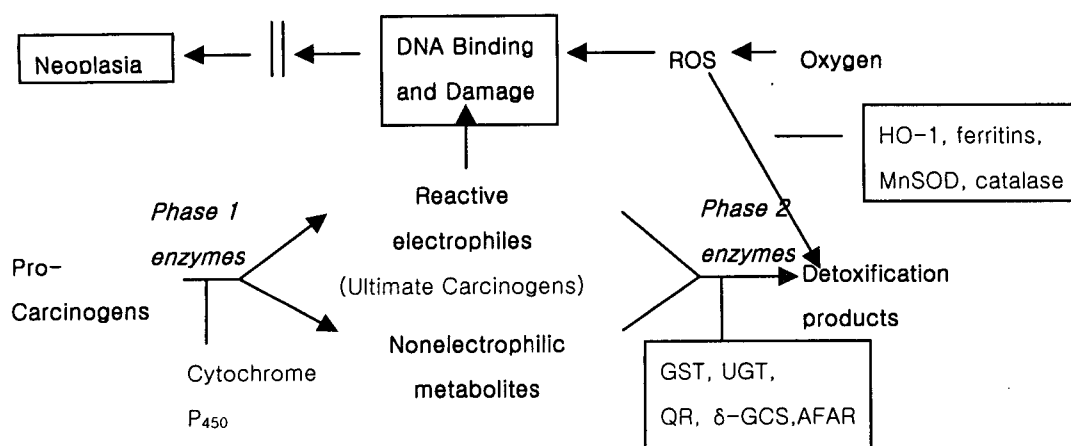 Neoplasia
DNA Binding
and Damage
ROS
Oxygen
HO-1, ferritins,
MnSOD, catalase
Reactive
electrophiles
(Ultimate Carcinogens)
Phase 1
enzymes
Phase 2
enzymes
Pro-
Carcinogens
Detoxification
products
Nonelectrophilic
metabolites
Cytochrome
P₄₅₀
GST, UGT,
QR, δ-GCS,AFAR